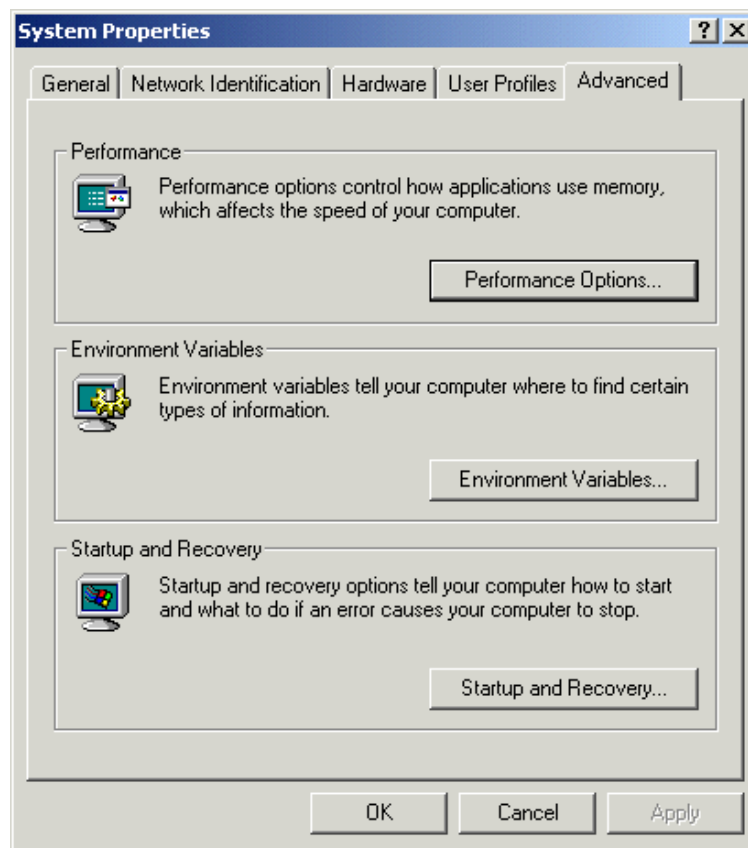 System Properties
General
Network Identification
Hardware
User Profiles
Advanced
Performance
Performance options control how applications use memory,
which affects the speed of your computer.
Performance Options...
Environment Variables
Environment variables tell your computer where to find certain
types of information.
Environment Variables...
Startup and Recovery
Startup and recovery options tell your computer how to start
and what to do if an error causes your computer to stop.
Startup and Recovery...
OK
Cancel
Apply